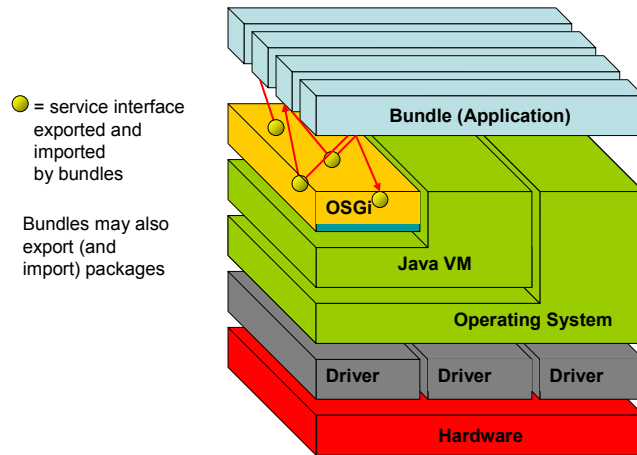 = service interface
exported and
imported
by bundles
Bundles may also
export (and
import) packages
Bundle (Application)
OSGi
Java VM
Operating System
Driver
Driver
Driver
Hardware